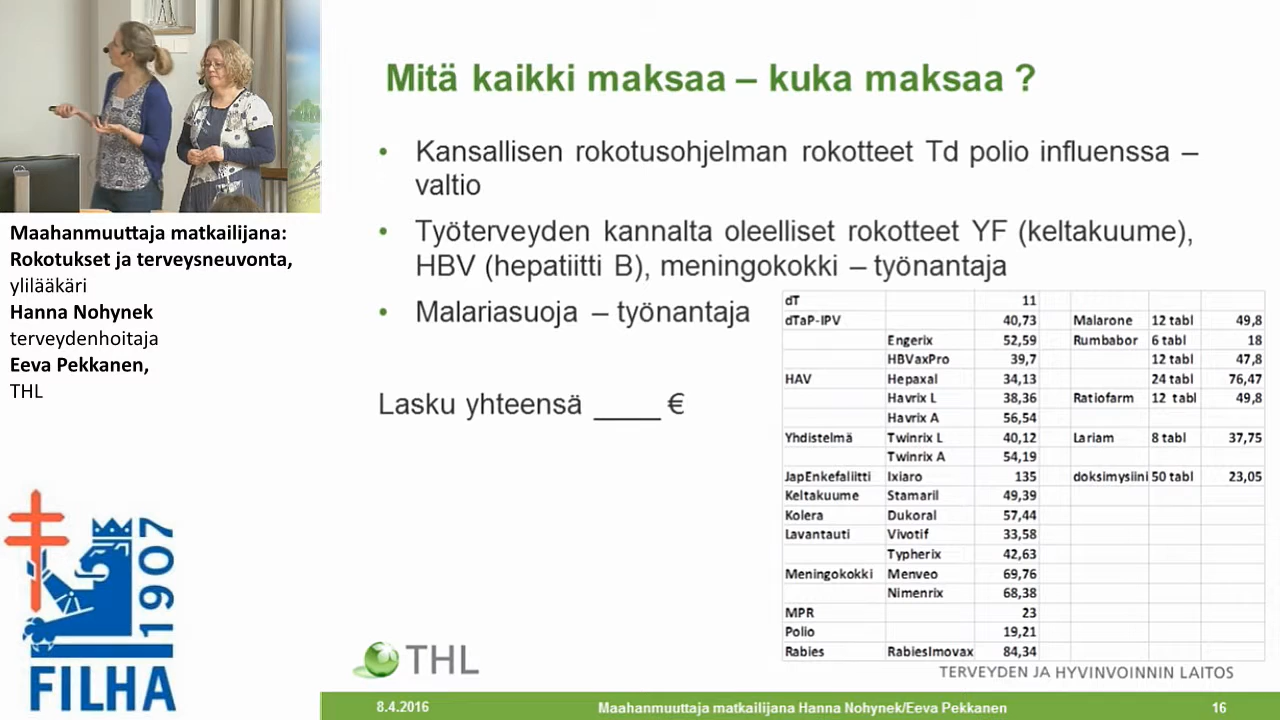 Maahanmuuttaja matkailijana:
Rokotukset ja terveysneuvonta,
ylilääkäri
Hanna Nohynek
terveydenhoitaja
Eeva Pekkanen,
THL
1907
FILHA
Mitä kaikki maksaa – kuka maksaa ?
• Kansallisen rokotusohjelman rokotteet Td polio influenssa –
valtio
• Työterveyden kannalta oleelliset rokotteet YF (keltakuume),
HBV (hepatiitti B), meningokokki – työnantaja
• Malariasuoja – työnantaja
Lasku yhteensä ____ €
dT 11
dTaP-IPV 40,73 Malarone 12 tabl 49,8
Engerix 52,59 Rumbabor 6 tabl 18
HBVaxPro 39,7 12 tabl 47,8
HAV Hepaxal 34,13 24 tabl 76,47
Havrix L 38,36 Ratiofarm 12 tabl 49,8
Havrix A 56,54
Yhdistelmä Twinrix L 40,12 Lariam 8 tabl 37,75
Twinrix A 54,19
JapEnkefaliitti Ixiaro 135 doksimysiini 50 tabl 23,05
Keltakuume Stamaril 49,39
Kolera Dukoral 57,44
Lavantauti Vivotif 33,58
Typherix 42,63
Meningokokki Menveo 69,76
Nimenrix 68,38
MPR 23
Polio 19,21
Rabies RabiesImovax 84,34
THL
TERVEYDEN JA HYVINVOINNIN LAITOS
8.4.2016 Maahanmuuttaja matkailijana Hanna Nohynek/Eeva Pekkanen 16